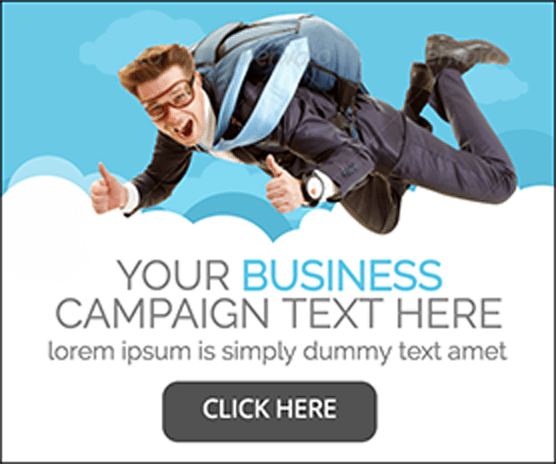 YOUR BUSINESS
CAMPAIGN TEXT HERE
lorem ipsum is simply dummy text amet
CLICK HERE